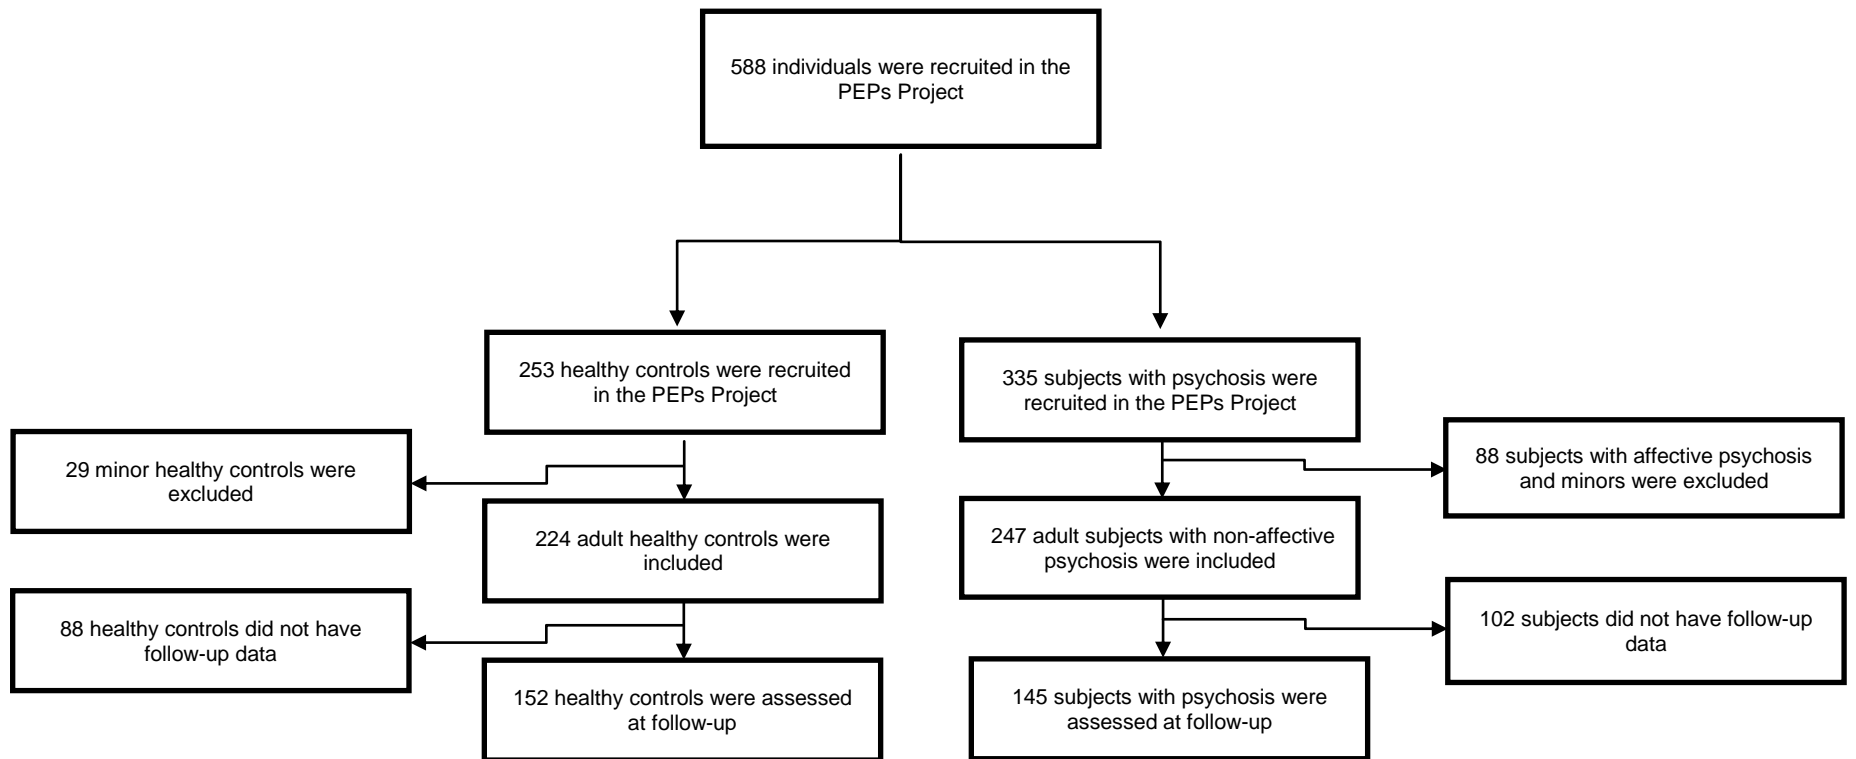 588 individuals were recruited in the
PEPs Project
253 healthy controls were recruited
in the PEPs Project
335 subjects with psychosis were
recruited in the PEPs Project
29 minor healthy controls were
excluded
88 subjects with affective psychosis
and minors were excluded
224 adult healthy controls were
included
247 adult subjects with non-affective
psychosis were included
88 healthy controls did not have
follow-up data
102 subjects did not have follow-up
data
152 healthy controls were assessed
at follow-up
145 subjects with psychosis were
assessed at follow-up